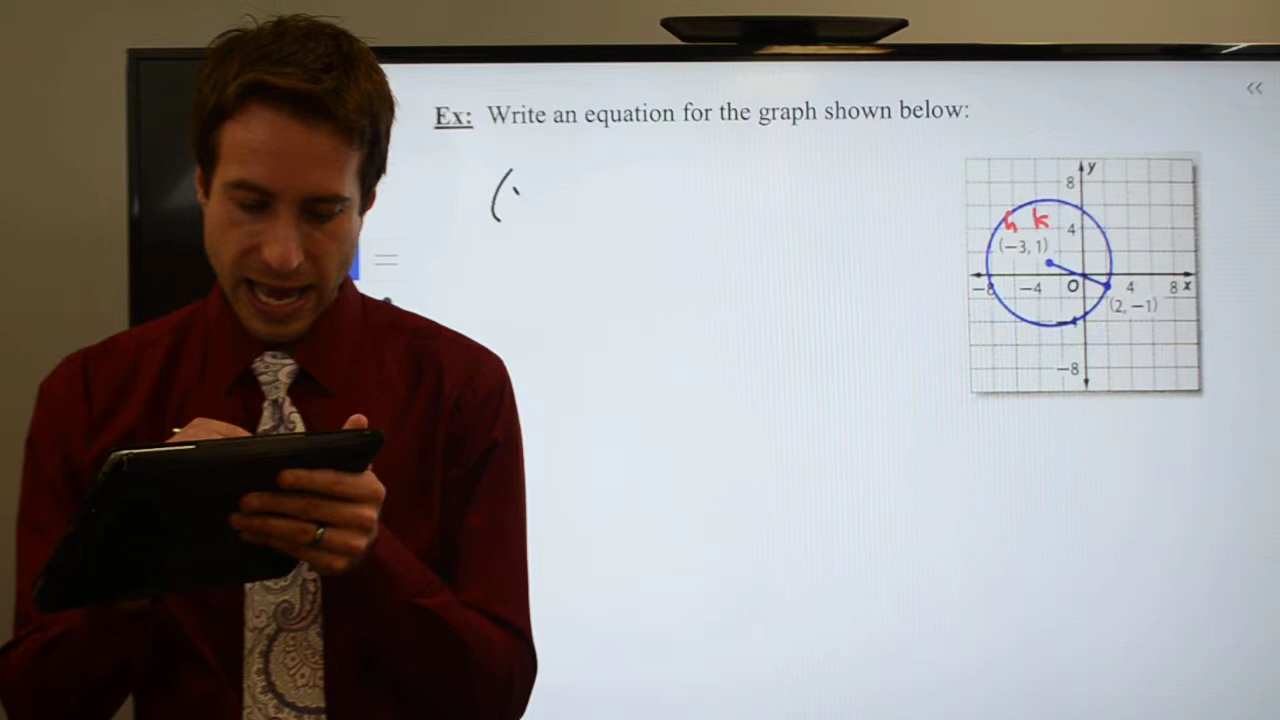 Ex: Write an equation for the graph shown below:
(
=
y
8
h k
4
(−3, 1)
−8 −4 O 4 8 x
(2, −1)
−4
−8